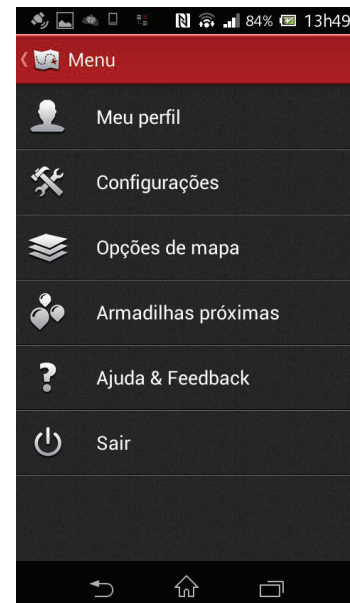 84% 13h49
Menu
Meu perfil
Configurações
Opções de mapa
Armadilhas próximas
Ajuda & Feedback
Sair